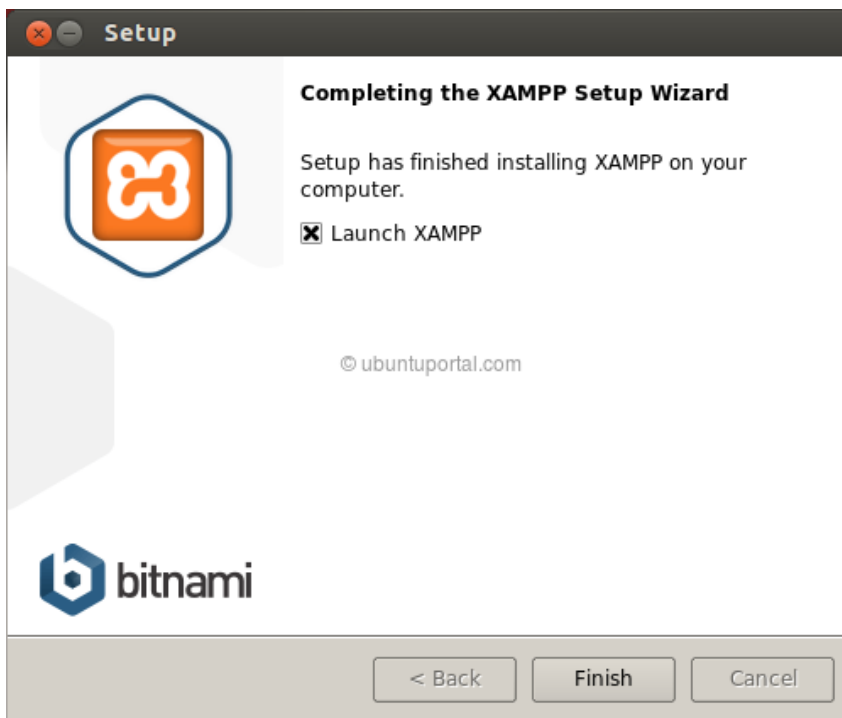 Setup
Completing the XAMPP Setup Wizard
Setup has finished installing XAMPP on your
computer.
Launch XAMPP
© ubuntuportal.com
bitnami
< Back Finish Cancel